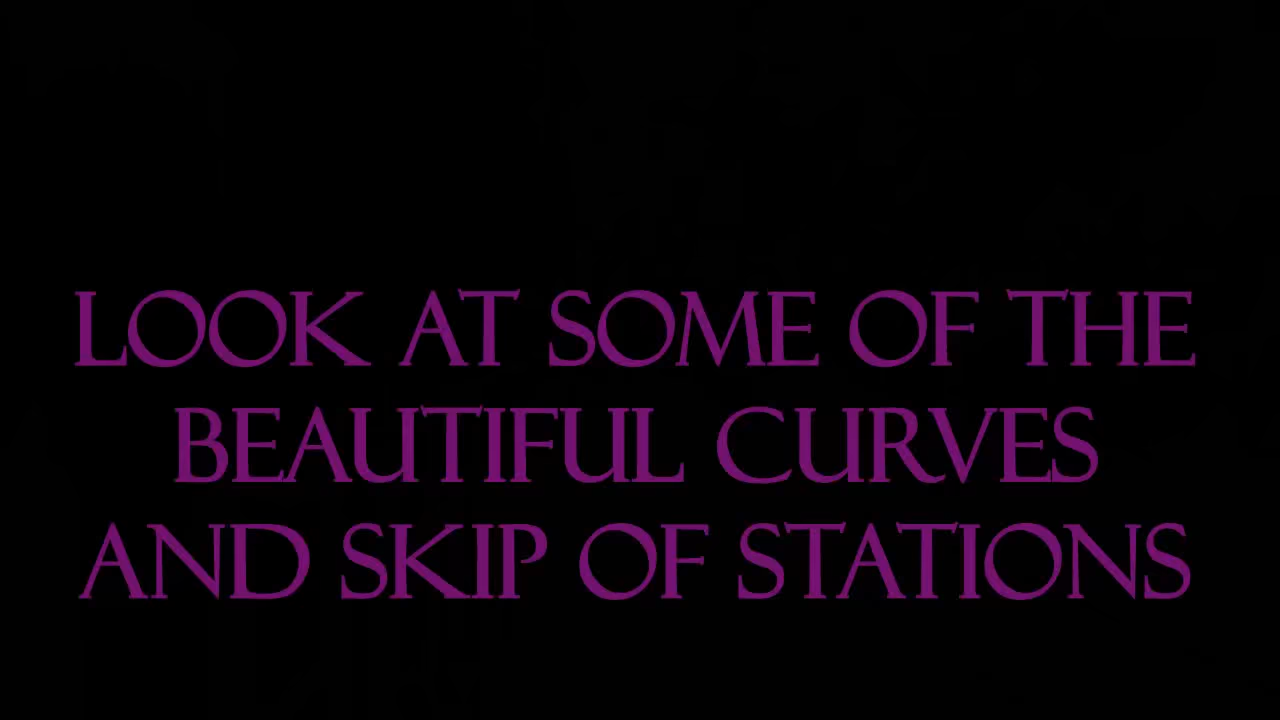 LOOK AT SOME OF THE
BEAUTIFUL CURVES
AND SKIP OF STATIONS